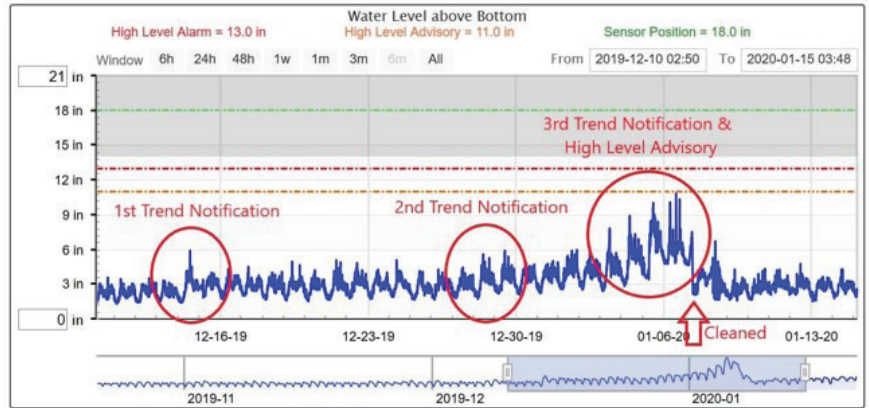 Water Level above Bottom
High Level Alarm = 13.0 in High Level Advisory = 11.0 in Sensor Position = 18.0 in
Window 6h 24h 48h 1w 1m 3m 6m All From 2019-12-10 02:50 To 2020-01-15 03:48
21 in
18 in
3rd Trend Notification &
15 in
High Level Advisory
12 in
1st Trend Notification
2nd Trend Notification
9 in
6 in
3 in
0 in
12-16-19 12-23-19 12-30-19 01-06-20 01-13-20
Cleaned
2019-11 2019-12 2020-01